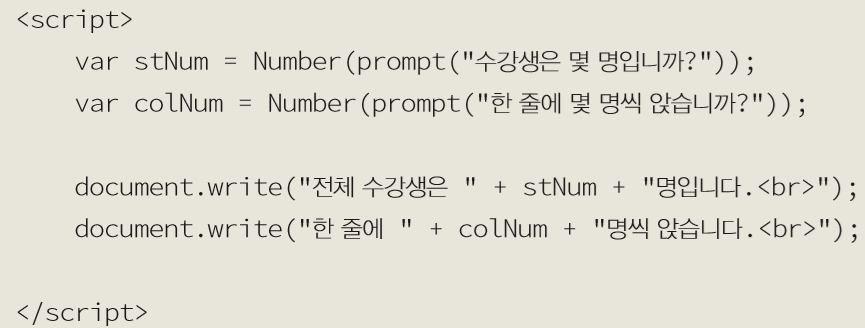 <script>
var stNum = Number(prompt("수강생은 몇 명입니까?"));
var colNum = Number(prompt("한 줄에 몇 명씩 앉습니까?"));
document.write("전체 수강생은 " + stNum + "명입니다.<br>");
document.write("한 줄에 " + colNum + "명씩 앉습니다.<br>");
</script>